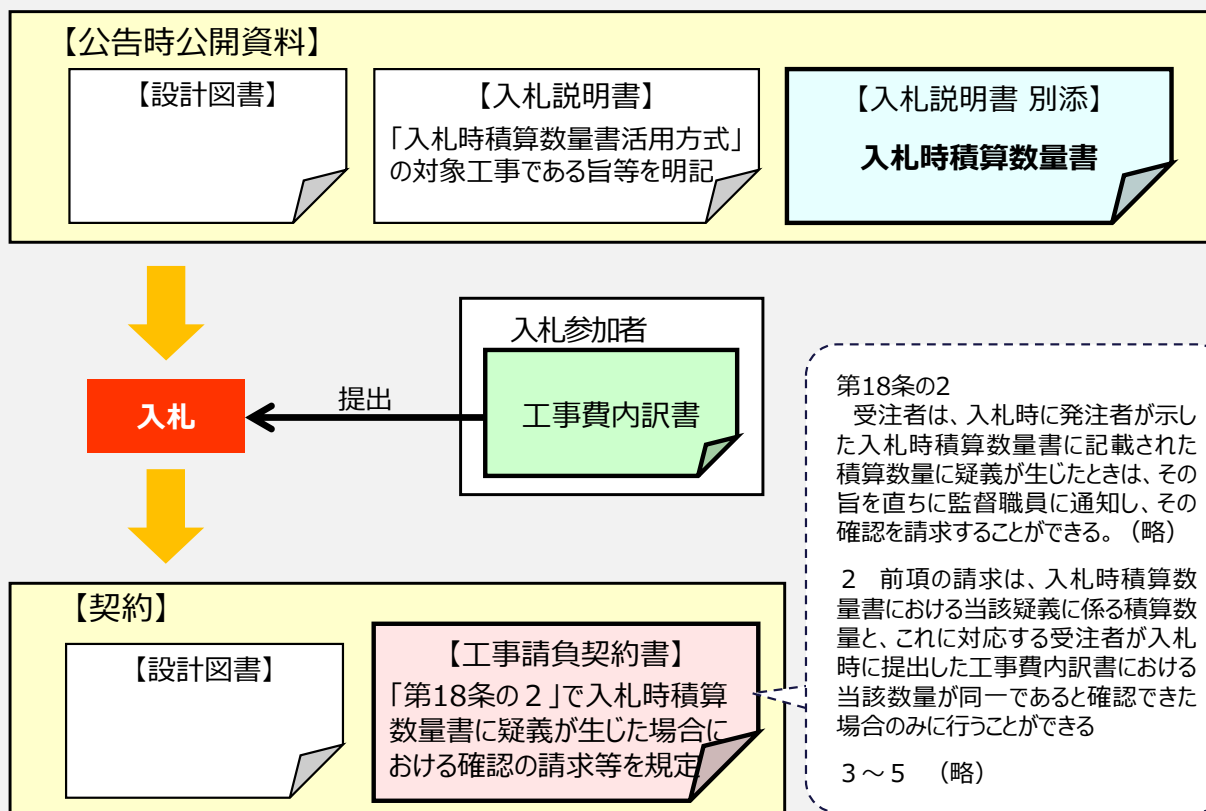 【公告時公開資料】
【設計図書】
【入札説明書】
「入札時積算数量書活用方式」
の対象工事である旨等を明記
【入札説明書 別添】
入札時積算数量書
入札参加者
工事費内訳書
提出
入札
第18条の2
受注者は、入札時に発注者が示し
た入札時積算数量書に記載された
積算数量に疑義が生じたときは、その
旨を直ちに監督職員に通知し、その
確認を請求することができる。（略）
２　前項の請求は、入札時積算数
量書における当該疑義に係る積算数
量と、これに対応する受注者が入札
時に提出した工事費内訳書における
当該数量が同一であると確認できた
場合のみに行うことができる
３～５　（略）
【契約】
【設計図書】
【工事請負契約書】
「第18条の２」で入札時積算
数量書に疑義が生じた場合に
おける確認の請求等を規定